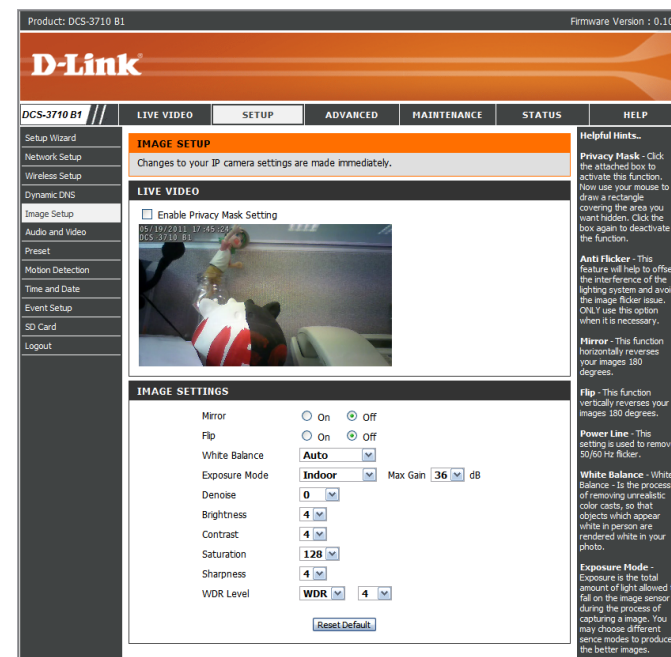 Product: DCS-3710 B1
Firmware Version : 0.10
D-Link
DCS-3710 B1
LIVE VIDEO
SETUP
ADVANCED
MAINTENANCE
STATUS
HELP
Setup Wizard
Network Setup
Wireless Setup
Dynamic DNS
Image Setup
Audio and Video
Preset
Motion Detection
Time and Date
Event Setup
SD Card
Logout
IMAGE SETUP
Changes to your IP camera settings are made immediately.
LIVE VIDEO
Enable Privacy Mask Setting
05/19/2011 17:45:24
DCS-3710 B1
IMAGE SETTINGS
Mirror On Off
Flip On Off
White Balance Auto
Exposure Mode Indoor Max Gain 36 dB
Denoise 0
Brightness 4
Contrast 4
Saturation 128
Sharpness 4
WDR Level WDR 4
Reset Default
Helpful Hints..
Privacy Mask - Click
the attached box to
activate this function.
Now use your mouse to
draw a rectangle
covering the area you
want hidden. Click the
box again to deactivate
the function.
Anti Flicker - This
feature will help to offse
the interference of the
lighting system and avoi
the image flicker issue.
ONLY use this option
when it is necessary.
Mirror - This function
horizontally reverses
your images 180
degrees.
Flip - This function
vertically reverses your
images 180 degrees.
Power Line - This
setting is used to remov
50/60 Hz flicker.
White Balance - White
Balance - Is the process
of removing unrealistic
color casts, so that
objects which appear
white in person are
rendered white in your
photo.
Exposure Mode -
Exposure is the total
amount of light allowed
fall on the image sensor
during the process of
capturing a image. You
may choose different
sence modes to produce
the better images.